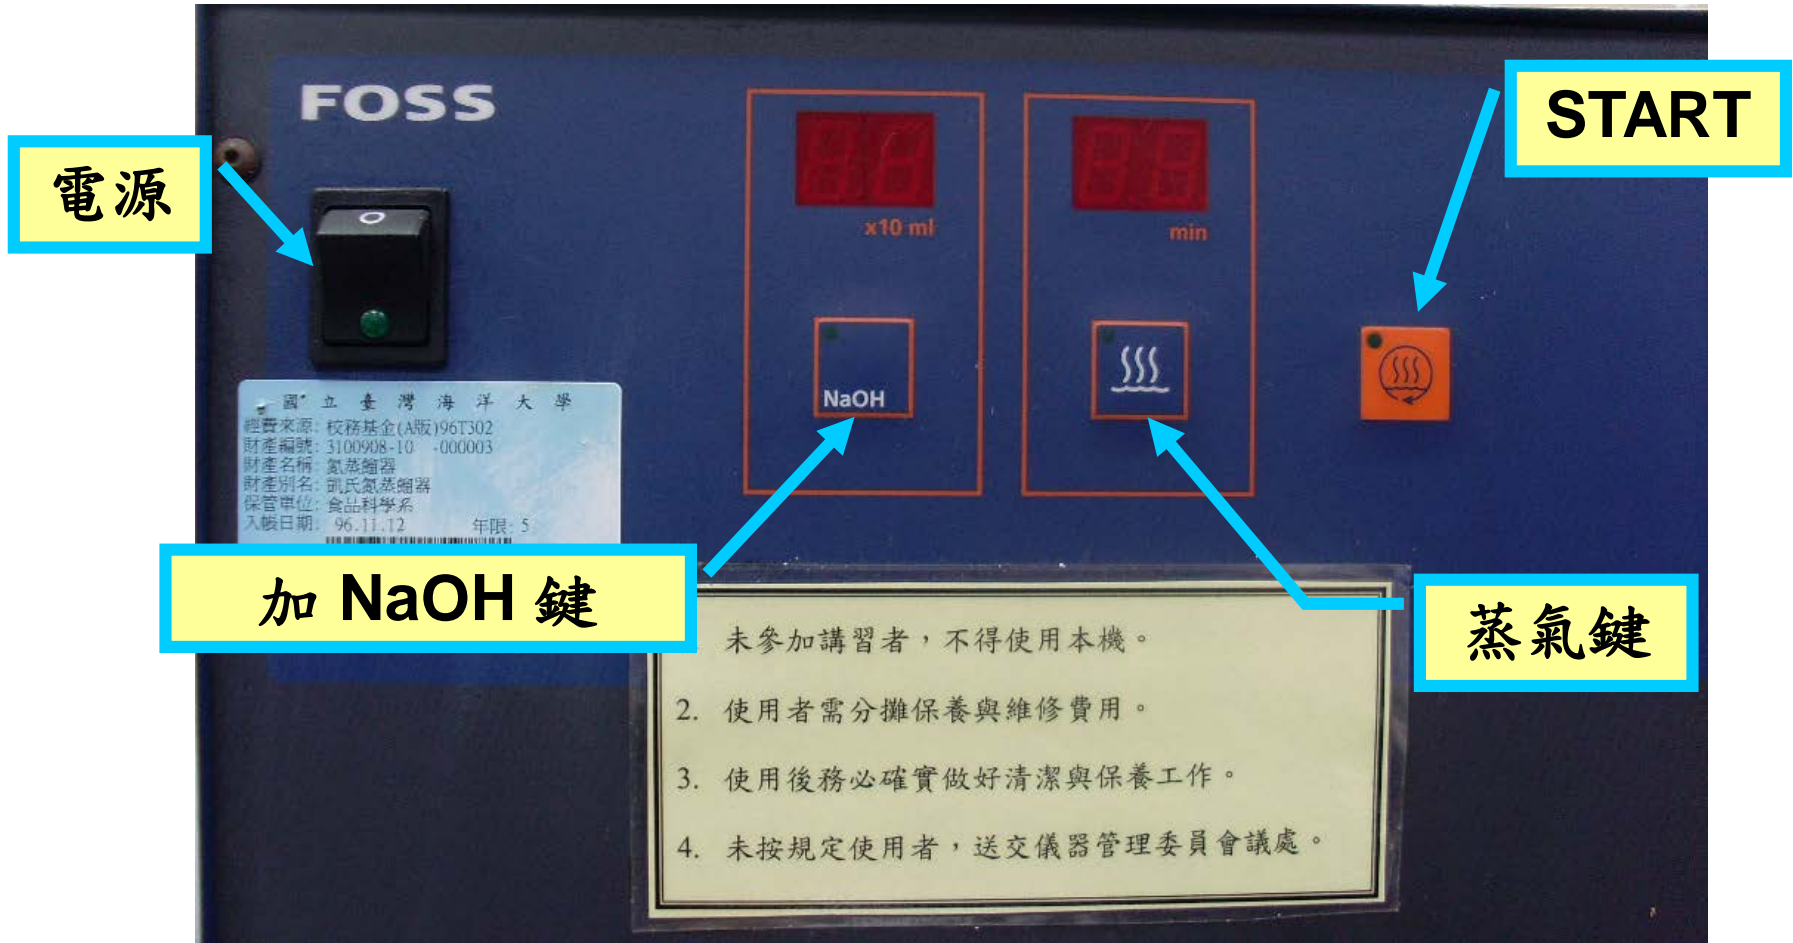 FOSS
START
電源
x10 ml
min
NaOH
國立臺灣海洋大學
經費來源: 校務基金(A版)96T302
財產編號: 3100908-10 -000003
財產名稱: 氮蒸餾器
財產別名: 凱氏氮蒸餾器
保管單位: 食品科學系
入帳日期: 96.11.12 年限: 5
加 NaOH 鍵
蒸氣鍵
未參加講習者，不得使用本機。
2. 使用者需分攤保養與維修費用。
3. 使用後務必確實做好清潔與保養工作。
4. 未按規定使用者，送交儀器管理委員會議處。